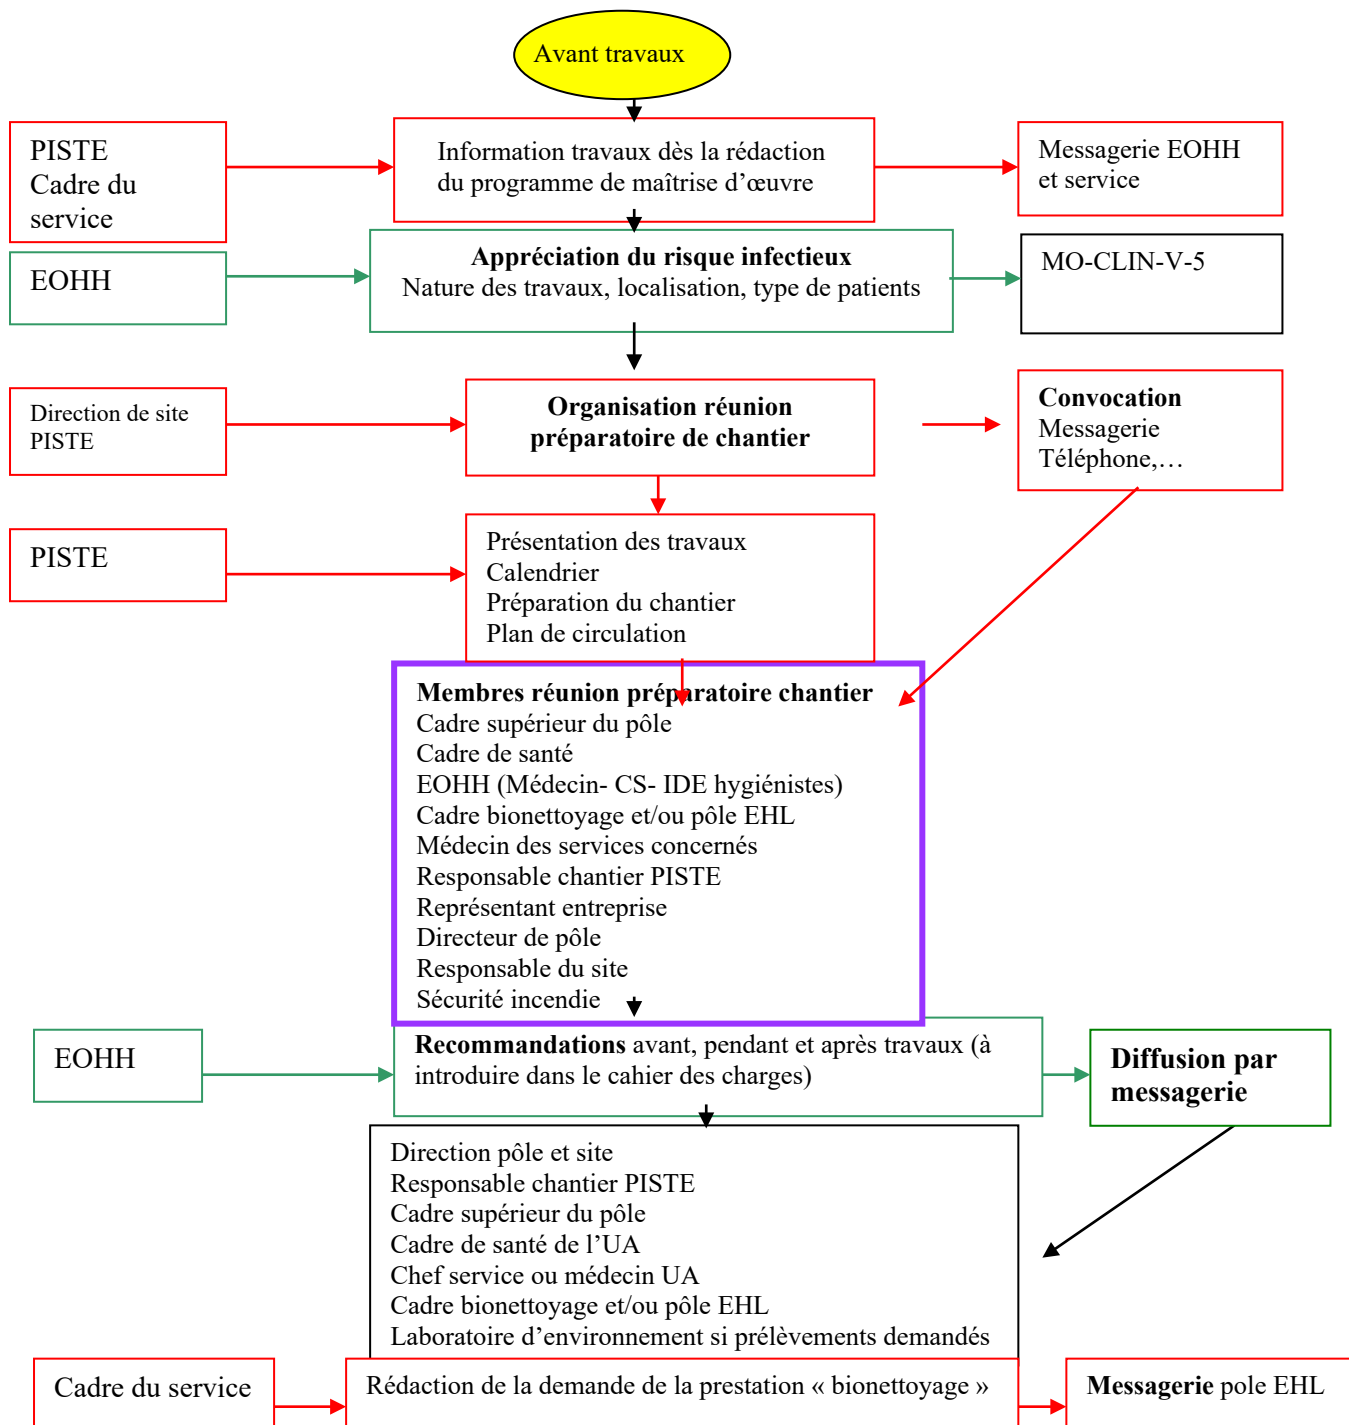 Avant travaux
PISTE
Cadre du
service
Information travaux dès la rédaction
du programme de maîtrise d’œuvre
Messagerie EOHH
et service
EOHH
Appréciation du risque infectieux
Nature des travaux, localisation, type de patients
MO-CLIN-V-5
Direction de site
PISTE
Organisation réunion
préparatoire de chantier
Convocation
Messagerie
Téléphone,…
PISTE
Présentation des travaux
Calendrier
Préparation du chantier
Plan de circulation
Membres réunion préparatoire chantier
Cadre supérieur du pôle
Cadre de santé
EOHH (Médecin- CS- IDE hygiénistes)
Cadre bionettoyage et/ou pôle EHL
Médecin des services concernés
Responsable chantier PISTE
Représentant entreprise
Directeur de pôle
Responsable du site
Sécurité incendie
EOHH
Recommandations avant, pendant et après travaux (à
introduire dans le cahier des charges)
Diffusion par
messagerie
Direction pôle et site
Responsable chantier PISTE
Cadre supérieur du pôle
Cadre de santé de l’UA
Chef service ou médecin UA
Cadre bionettoyage et/ou pôle EHL
Laboratoire d’environnement si prélèvements demandés
Cadre du service
Rédaction de la demande de la prestation « bionettoyage »
Messagerie pole EHL